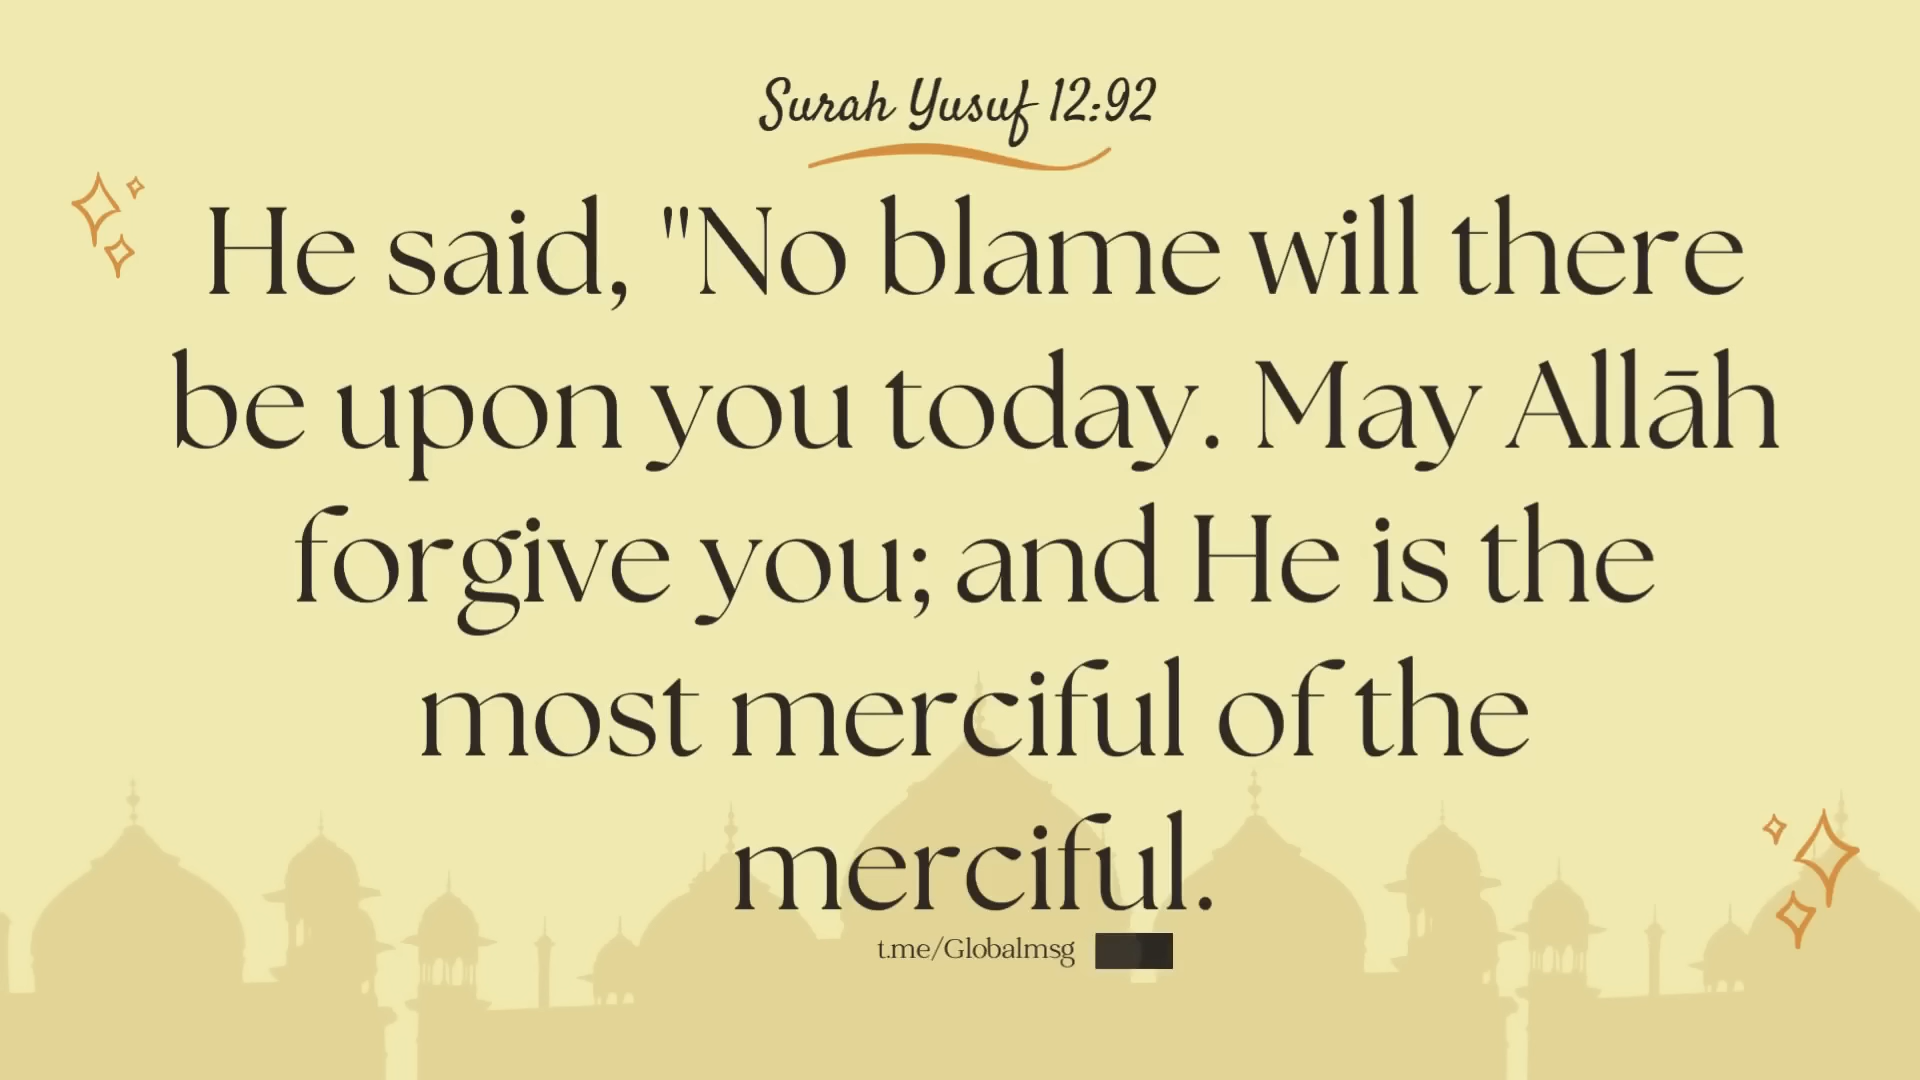 Surah Yusuf 12:92
He said, "No blame will there
be upon you today. May Allāh
forgive you; and He is the
most merciful of the
merciful.
t.me/Globalmsg